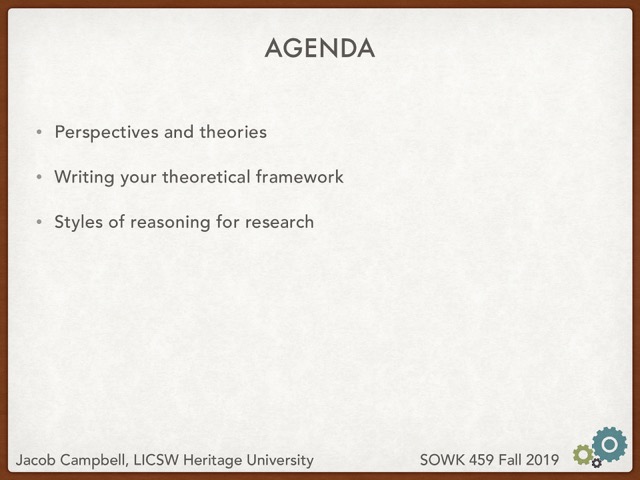 AGENDA
• Perspectives and theories
• Writing your theoretical framework
• Styles of reasoning for research
Jacob Campbell, LICSW Heritage University SOWK 459 Fall 2019